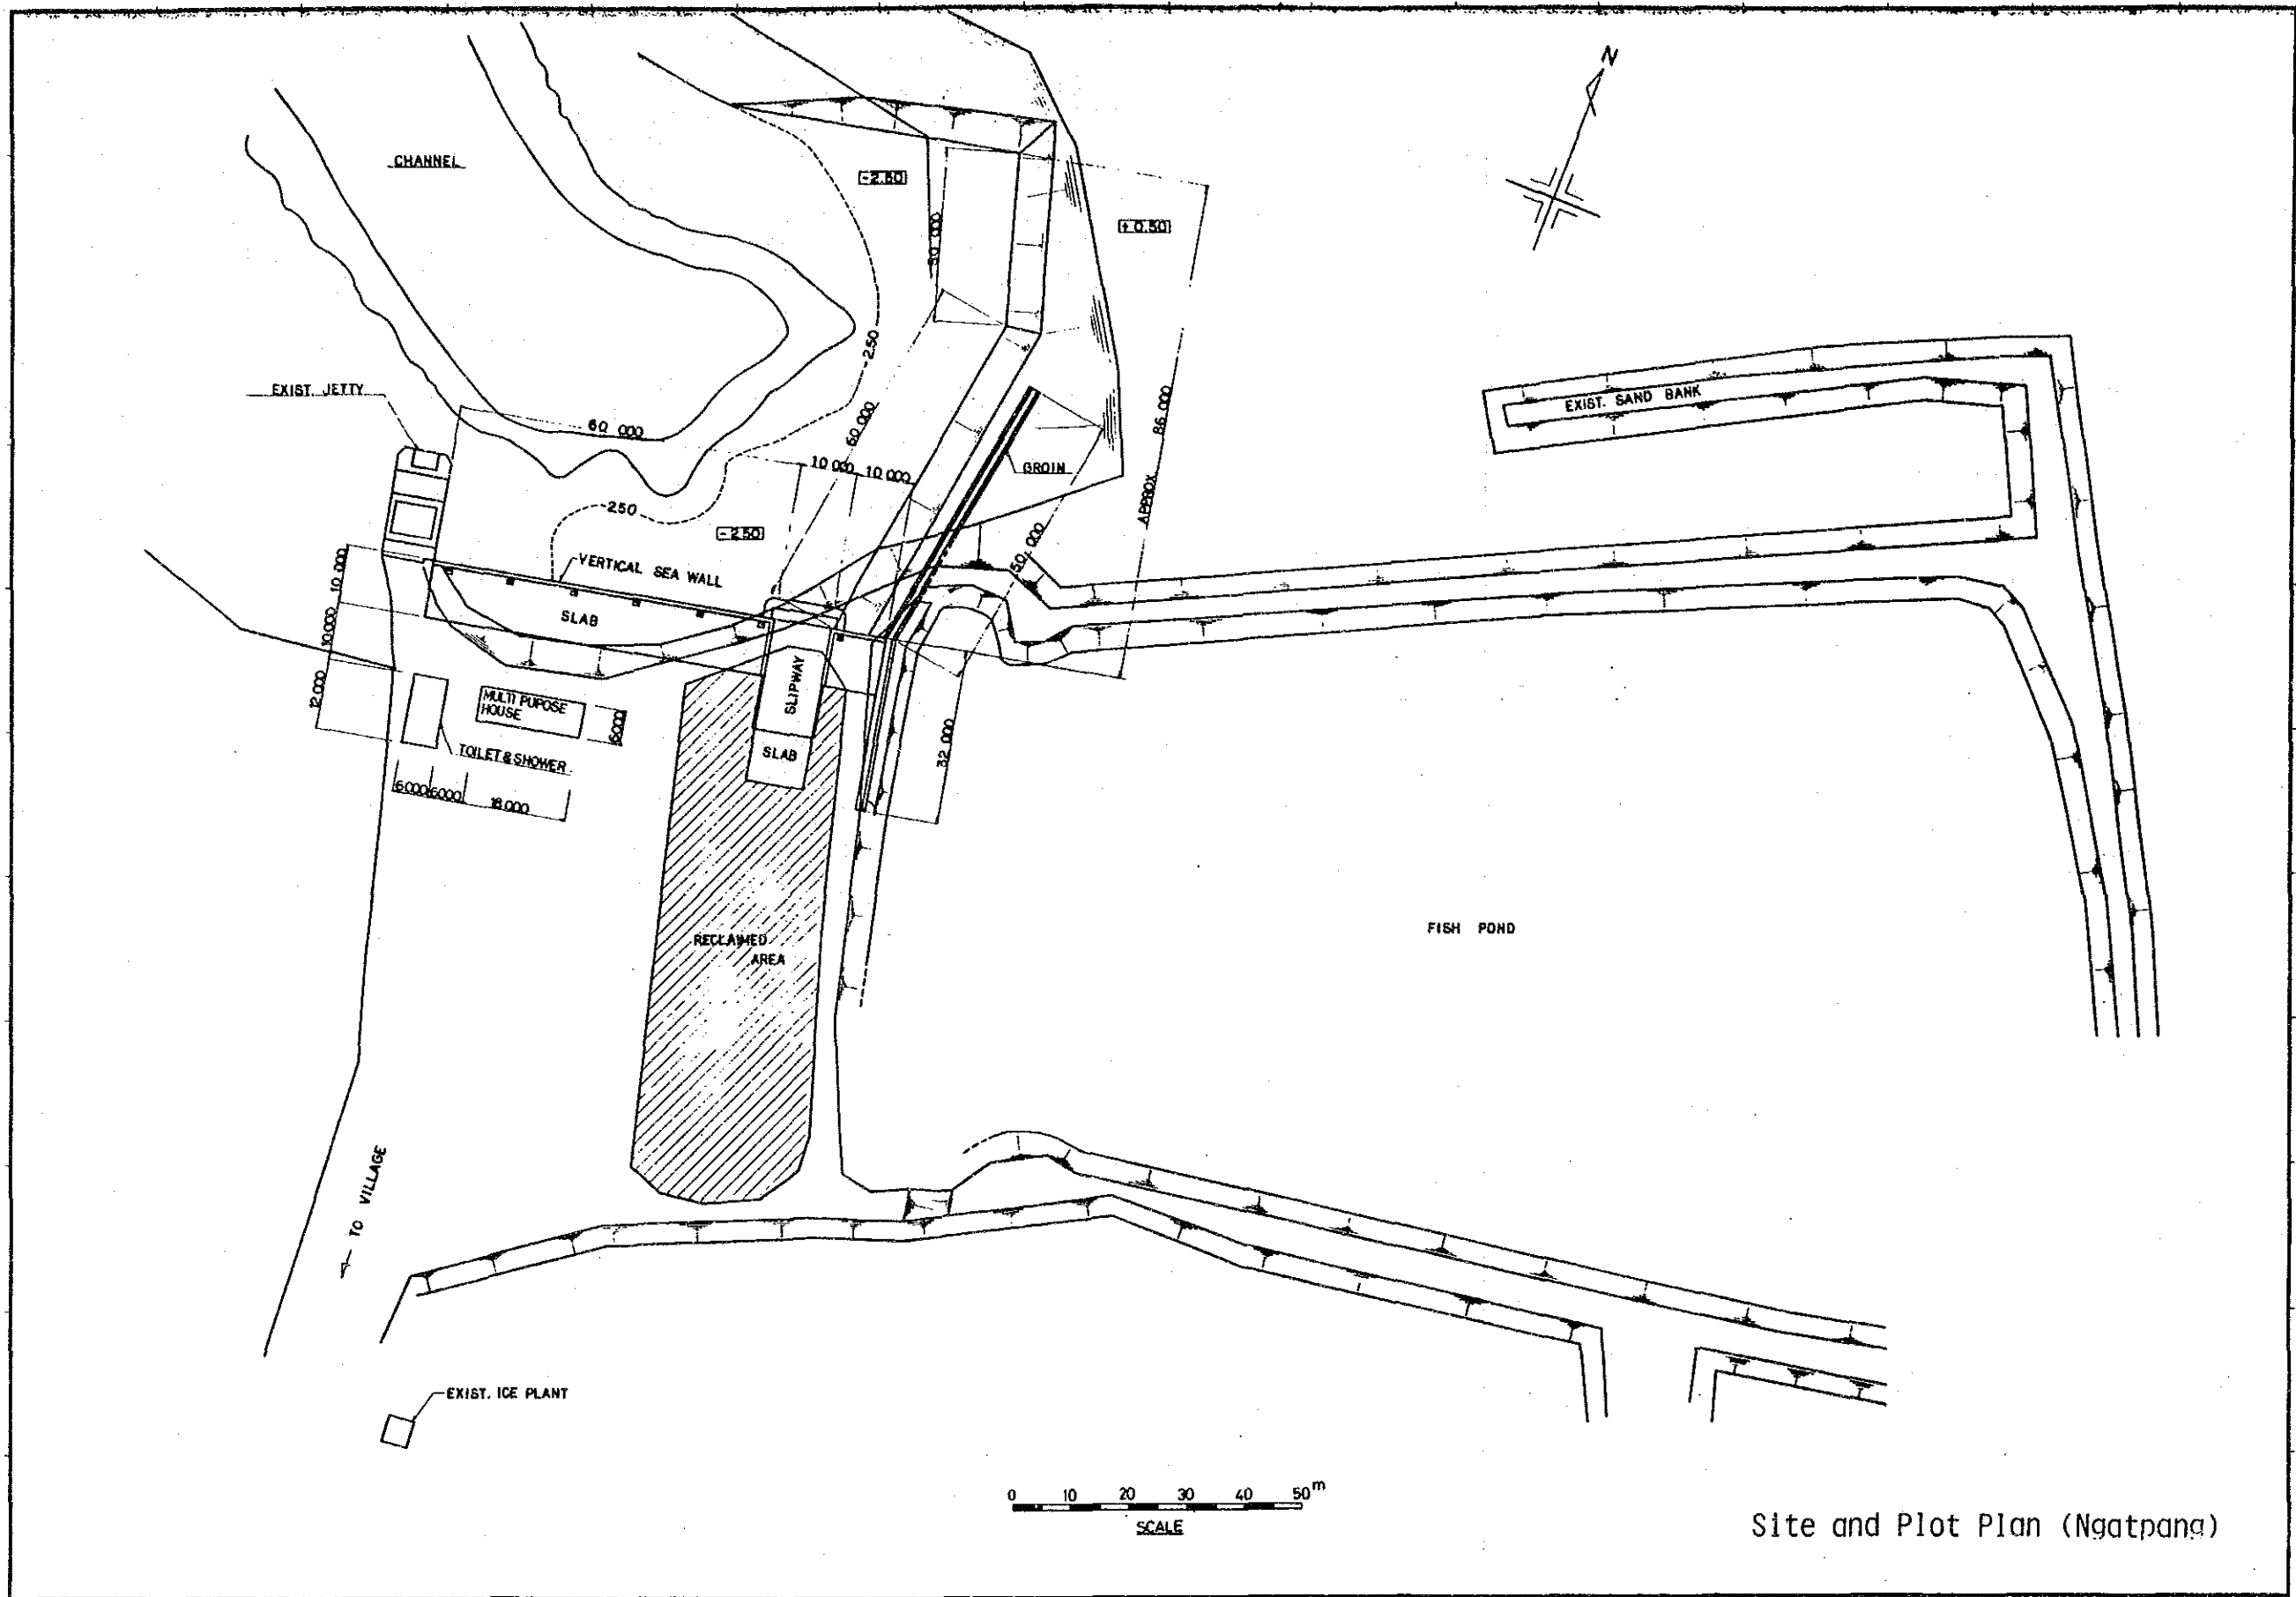 N
CHANNEL
-2.50
50 000
+0.50
-2.50
EXIST. JETTY
60 000
60 000
86 000
APPROX
EXIST. SAND BANK
10 000
10 000
GROIN
-2.50
-2.50
50 000
10 000
VERTICAL SEA WALL
SLAB
10 000
12 000
MULTI PUPOSE
HOUSE
6000
SLIPWAY
TOILET & SHOWER
SLAB
32 000
6000
6000
18 000
RECLAIMED
AREA
FISH POND
TO VILLAGE
EXIST. ICE PLANT
0 10 20 30 40 50 m
SCALE
Site and Plot Plan (Ngatpang)